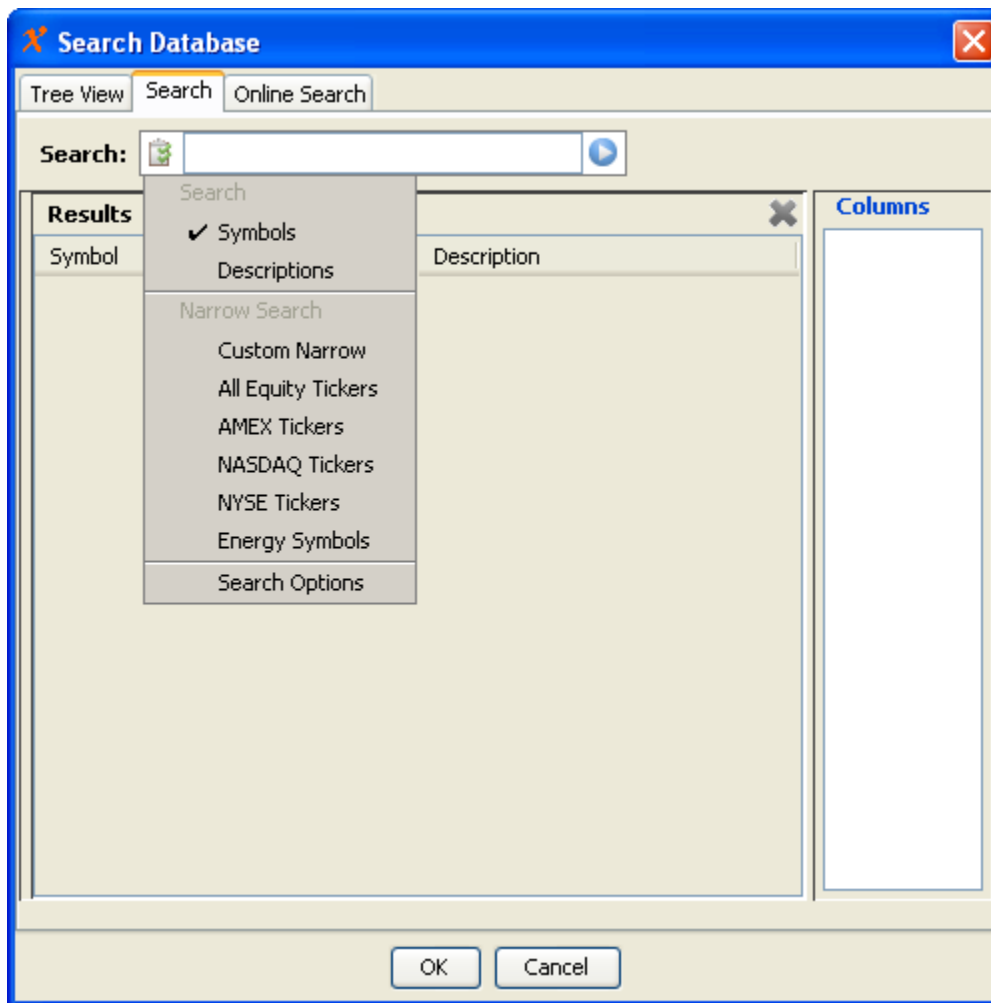 Search Database
Tree View Search Online Search
Search:
Search
Symbols
Descriptions
Narrow Search
Custom Narrow
All Equity Tickers
AMEX Tickers
NASDAQ Tickers
NYSE Tickers
Energy Symbols
Search Options
Results
Symbol Description
Columns
OK Cancel